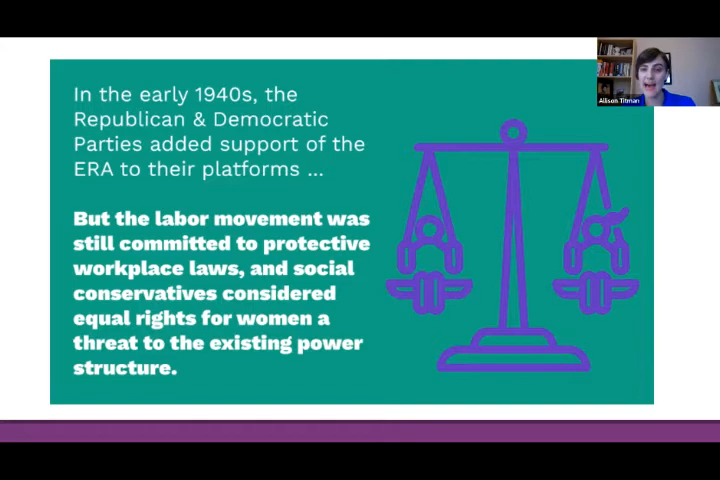 In the early 1940s, the
Republican & Democratic
Parties added support of the
ERA to their platforms ...
But the labor movement was
still committed to protective
workplace laws, and social
conservatives considered
equal rights for women a
threat to the existing power
structure.
Allison Titman